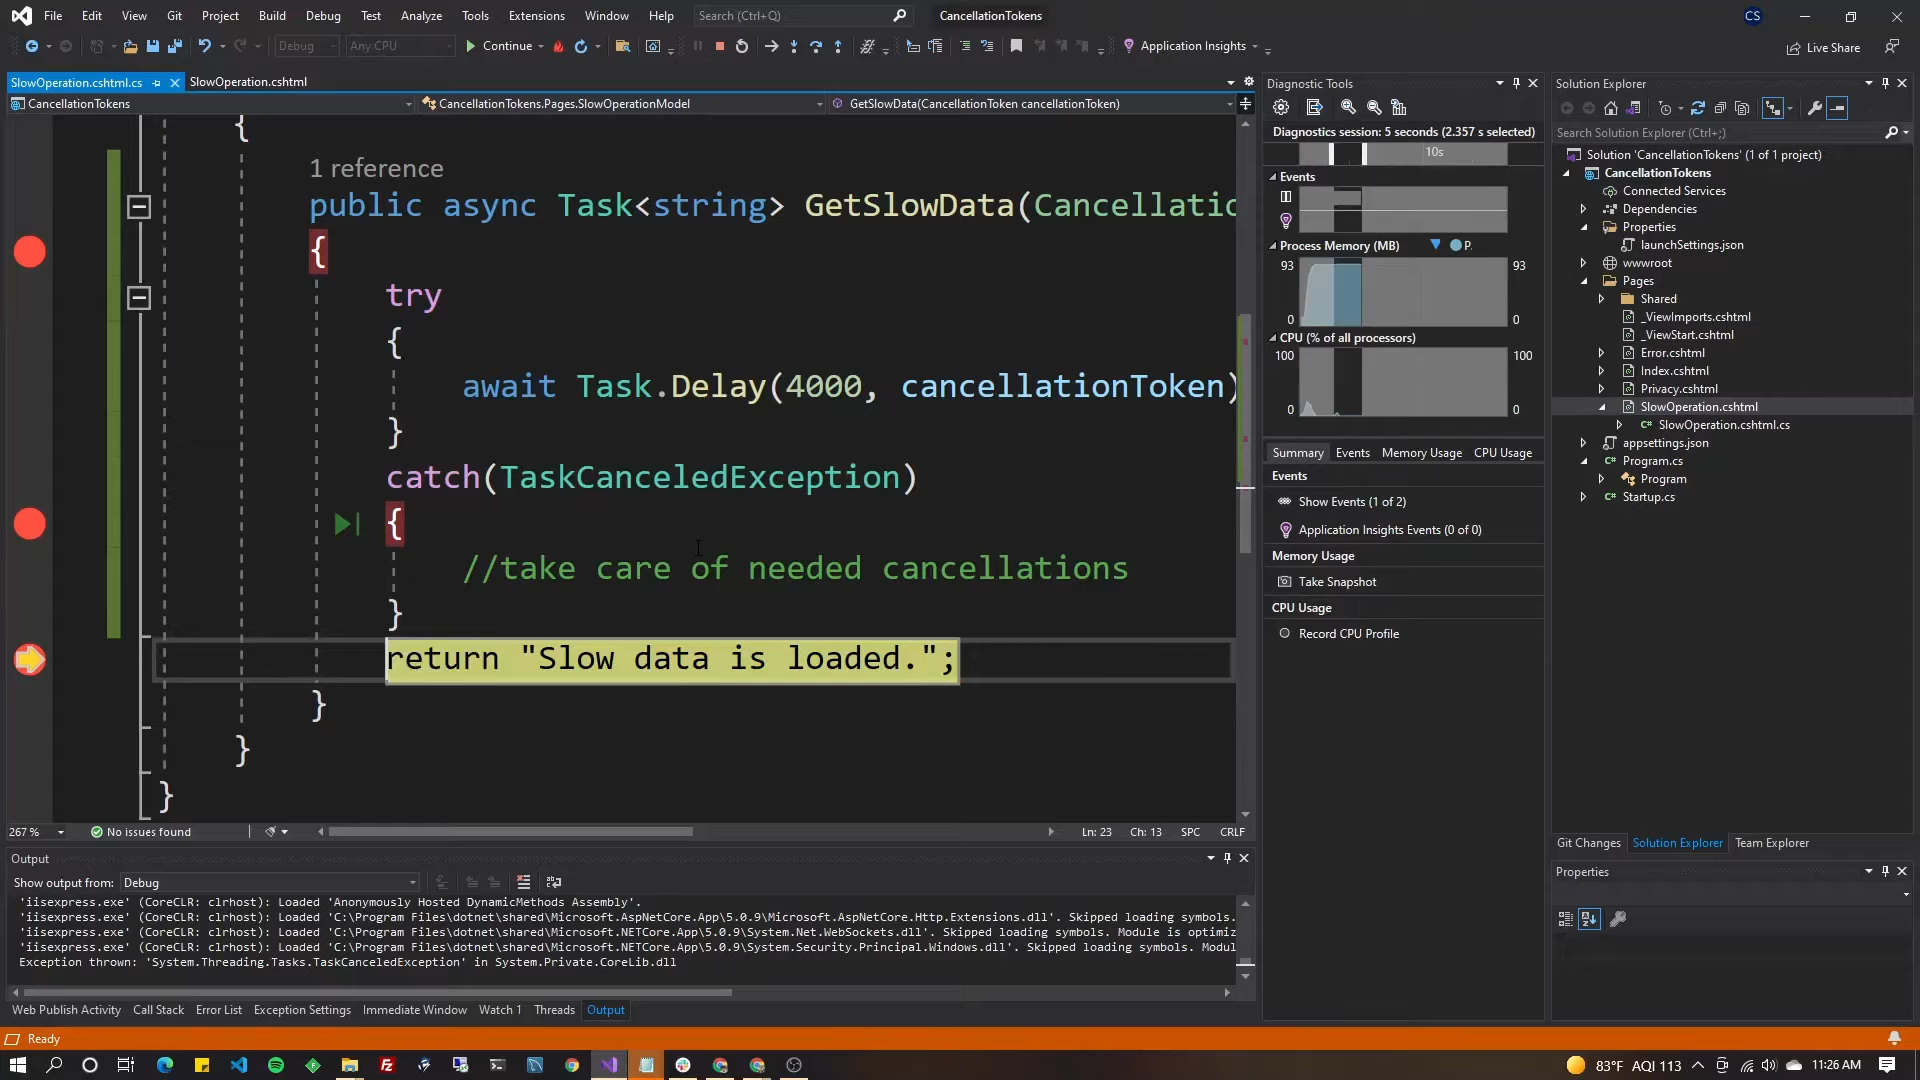 File Edit View Git Project Build Debug Test Analyze Tools Extensions Window Help Search (Ctrl+Q) CancellationTokens CS
Debug Any CPU Continue Application Insights Live Share
SlowOperation.cshtml.cs SlowOperation.cshtml
CancellationTokens CancellationTokens.Pages.SlowOperationModel GetSlowData(CancellationToken cancellationToken)
{
1 reference
public async Task<string> GetSlowData(Cancellatio
{
try
{
await Task.Delay(4000, cancellationToken)
}
catch(TaskCanceledException)
{
//take care of needed cancellations
}
return "Slow data is loaded.";
}
}
}
267 % No issues found Ln: 23 Ch: 13 SPC CRLF
Output
Show output from: Debug
'iisexpress.exe' (CoreCLR: clrhost): Loaded 'Anonymously Hosted DynamicMethods Assembly'.
'iisexpress.exe' (CoreCLR: clrhost): Loaded 'C:\Program Files\dotnet\shared\Microsoft.AspNetCore.App\5.0.9\Microsoft.AspNetCore.Http.Extensions.dll'. Skipped loading symbols.
'iisexpress.exe' (CoreCLR: clrhost): Loaded 'C:\Program Files\dotnet\shared\Microsoft.NETCore.App\5.0.9\System.Net.WebSockets.dll'. Skipped loading symbols. Module is optimiz
'iisexpress.exe' (CoreCLR: clrhost): Loaded 'C:\Program Files\dotnet\shared\Microsoft.NETCore.App\5.0.9\System.Security.Principal.Windows.dll'. Skipped loading symbols. Modul
Exception thrown: 'System.Threading.Tasks.TaskCanceledException' in System.Private.CoreLib.dll
Web Publish Activity Call Stack Error List Exception Settings Immediate Window Watch 1 Threads Output
Diagnostic Tools
Diagnostics session: 5 seconds (2.357 s selected)
10s
Events
Process Memory (MB) P.
93 93
0 0
CPU (% of all processors)
100 100
0 0
Summary Events Memory Usage CPU Usage
Events
Show Events (1 of 2)
Application Insights Events (0 of 0)
Memory Usage
Take Snapshot
CPU Usage
Record CPU Profile
Solution Explorer
Search Solution Explorer (Ctrl+;)
Solution 'CancellationTokens' (1 of 1 project)
CancellationTokens
Connected Services
Dependencies
Properties
launchSettings.json
wwwroot
Pages
Shared
_ViewImports.cshtml
_ViewStart.cshtml
Error.cshtml
Index.cshtml
Privacy.cshtml
SlowOperation.cshtml
C# SlowOperation.cshtml.cs
appsettings.json
C# Program.cs
Program
C# Startup.cs
Git Changes Solution Explorer Team Explorer
Properties
Ready
83°F AQI 113 11:26 AM